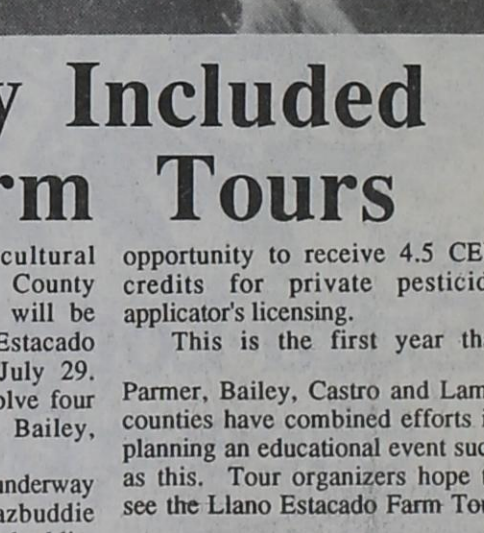 Included
Tours
cultural
County
will be
Estacado
July 29.
four
Bailey,
opportunity to receive 4.5
credits for private
applicator's licensing.
This is the first year
Parmer, Bailey, Castro and
counties have combined efforts
planning an educational event
as this. Tour organizers hope
see the Llano Estacado Farm